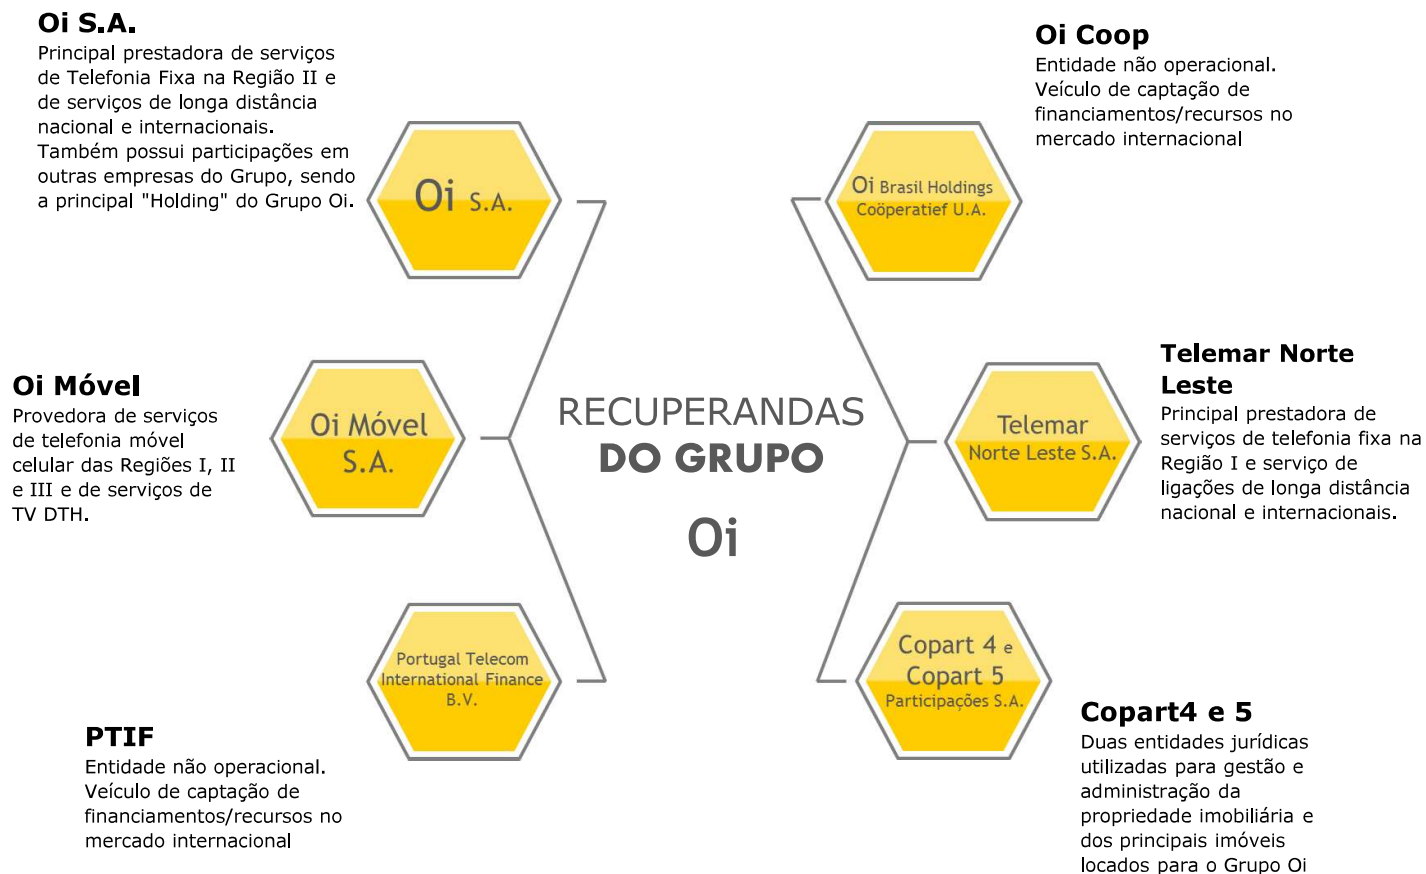 Oi S.A.
Principal prestadora de serviços
de Telefonia Fixa na Região II e
de serviços de longa distância
nacional e internacionais.
Também possui participações em
outras empresas do Grupo, sendo
a principal "Holding" do Grupo Oi.
Oi S.A.
Oi Coop
Entidade não operacional.
Veículo de captação de
financiamentos/recursos no
mercado internacional
Oi Brasil Holdings
Coöperatief U.A.
Oi Móvel
Provedora de serviços
de telefonia móvel
celular das Regiões I, II
e III e de serviços de
TV DTH.
Oi Móvel
S.A.
RECUPERANDAS
DO GRUPO
Oi
Telemar
Norte Leste S.A.
Telemar Norte
Leste
Principal prestadora de
serviços de telefonia fixa na
Região I e serviço de
ligações de longa distância
nacional e internacionais.
Portugal Telecom
International Finance
B.V.
PTIF
Entidade não operacional.
Veículo de captação de
financiamentos/recursos no
mercado internacional
Copart 4 e
Copart 5
Participações S.A.
Copart4 e 5
Duas entidades jurídicas
utilizadas para gestão e
administração da
propriedade imobiliária e
dos principais imóveis
locados para o Grupo Oi